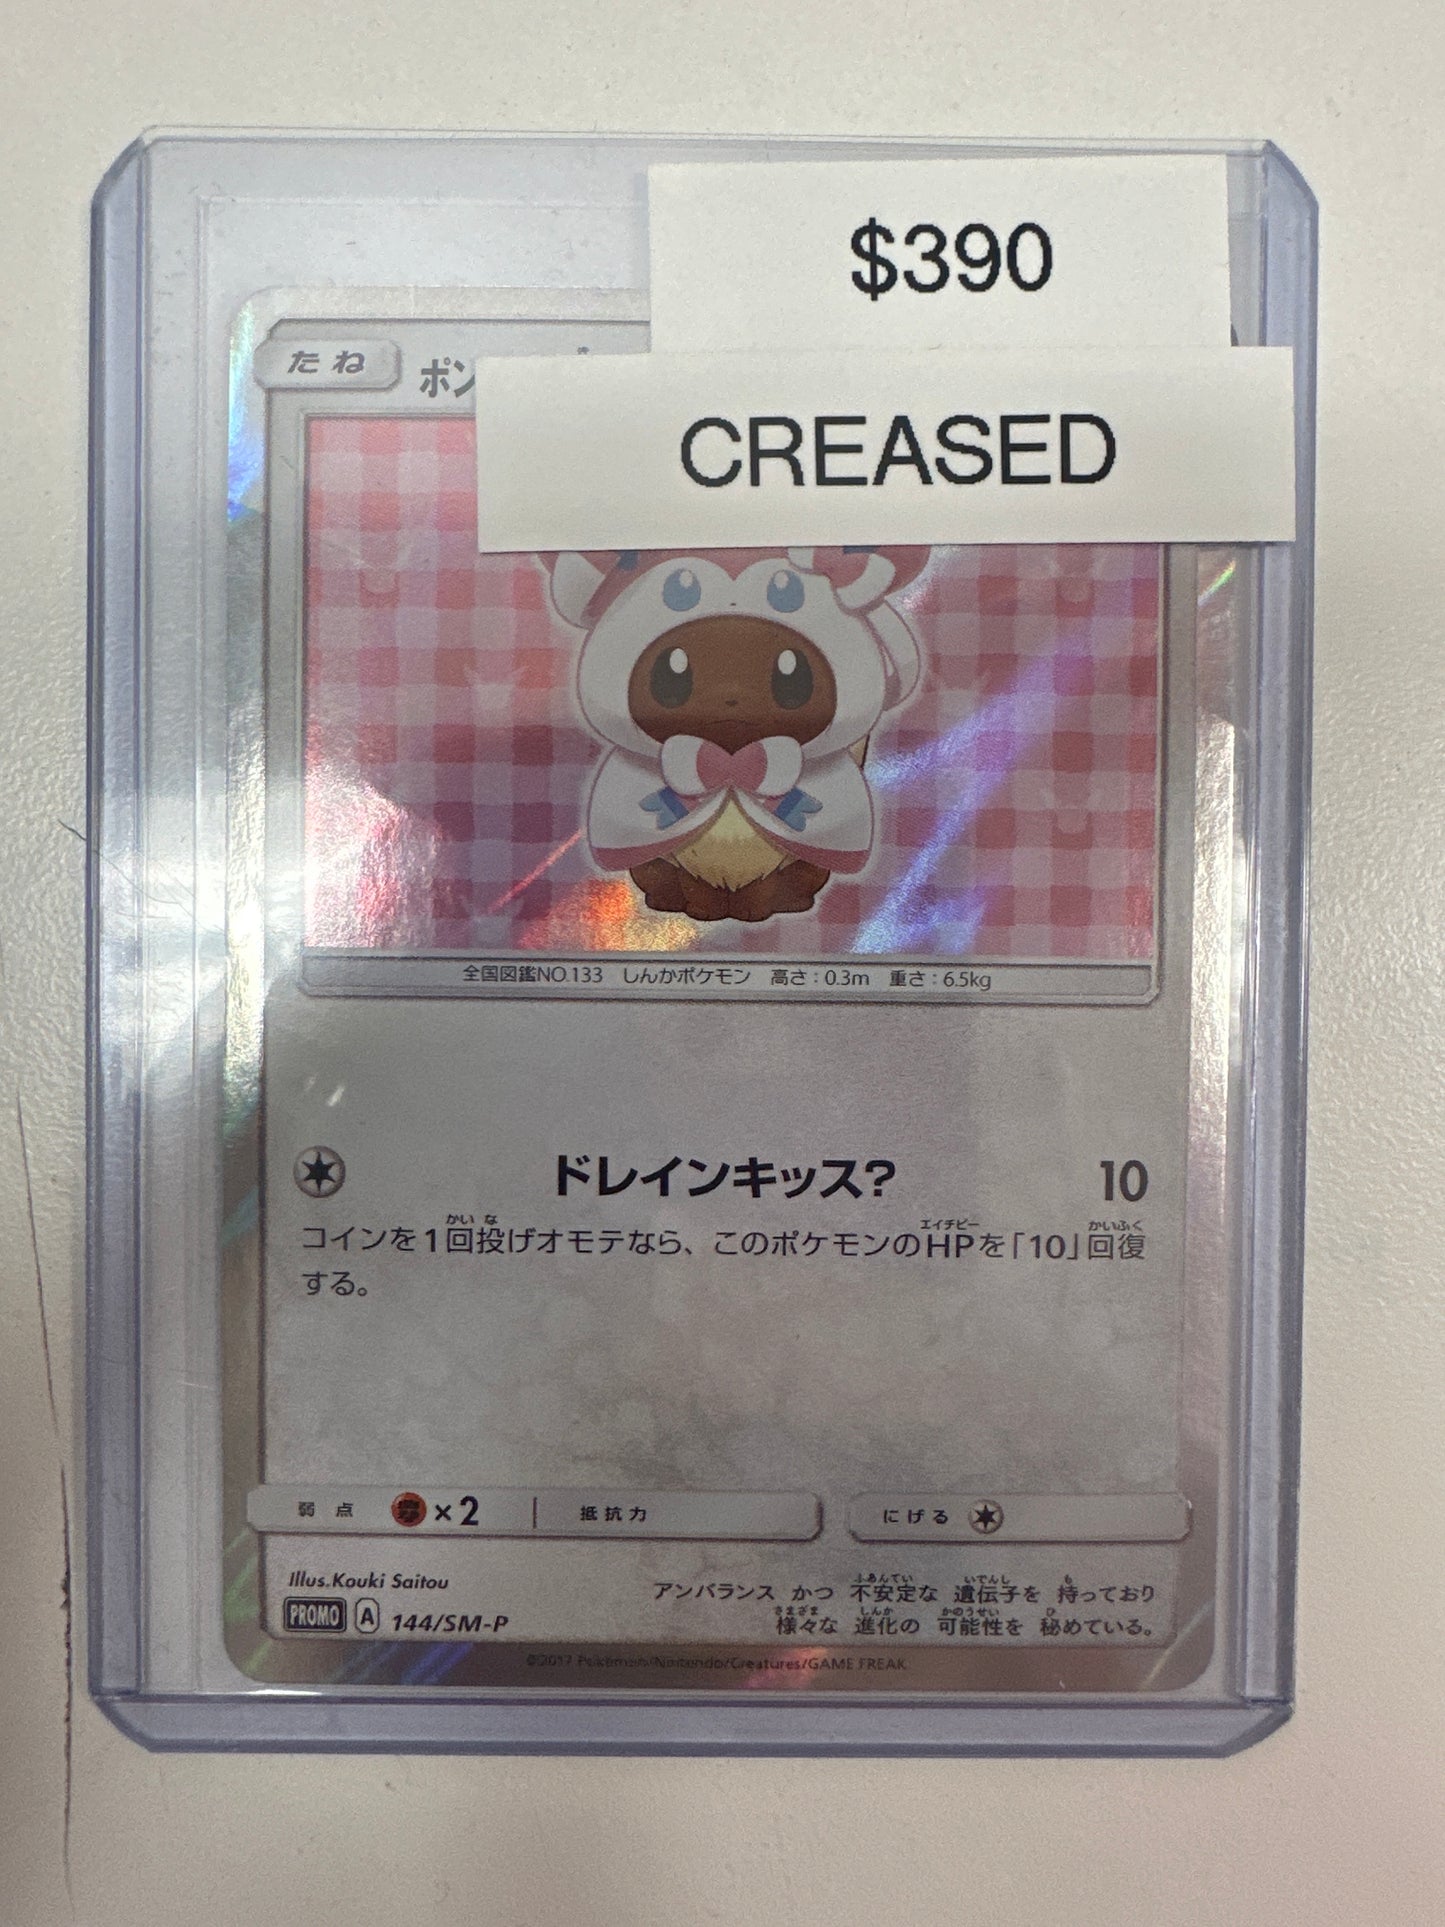 $390
CREASED
たね
ポン
全国図鑑NO.133 しんかポケモン 高さ:0.3m 重さ:6.5kg
ドレインキッス? 10
コインを1回投げオモテなら、このポケモンのHPを「10」回復
する。
弱点 ×2 抵抗力 にげる
Illus.Kouki Saitou
PROMO A 144/SM-P
アンバランス かつ 不安定な 遺伝子を 持っており
様々な 進化の 可能性を 秘めている。
©2017 Pokémon/Nintendo/Creatures/GAME FREAK